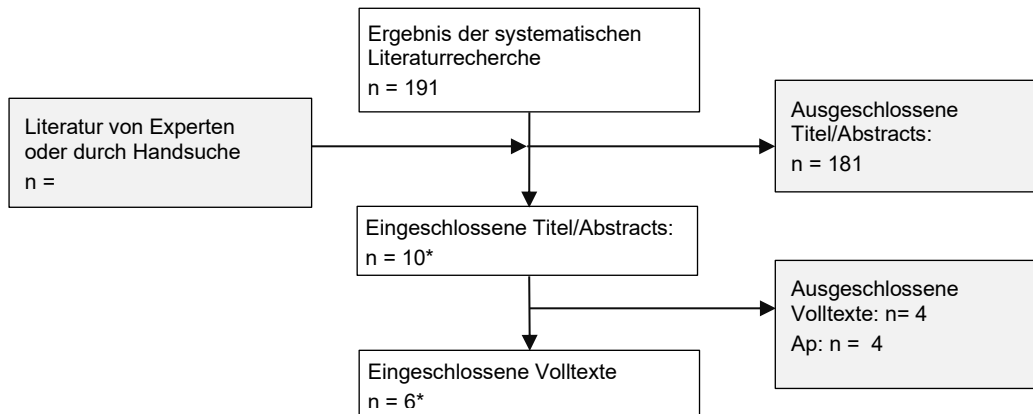 Ergebnis der systematischen
Literaturrecherche
n = 191
Literatur von Experten
oder durch Handsuche
n =
Ausgeschlossene
Titel/Abstracts:
n = 181
Eingeschlossene Titel/Abstracts:
n = 10*
Ausgeschlossene
Volltexte: n= 4
Ap: n =  4
Eingeschlossene Volltexte
n = 6*